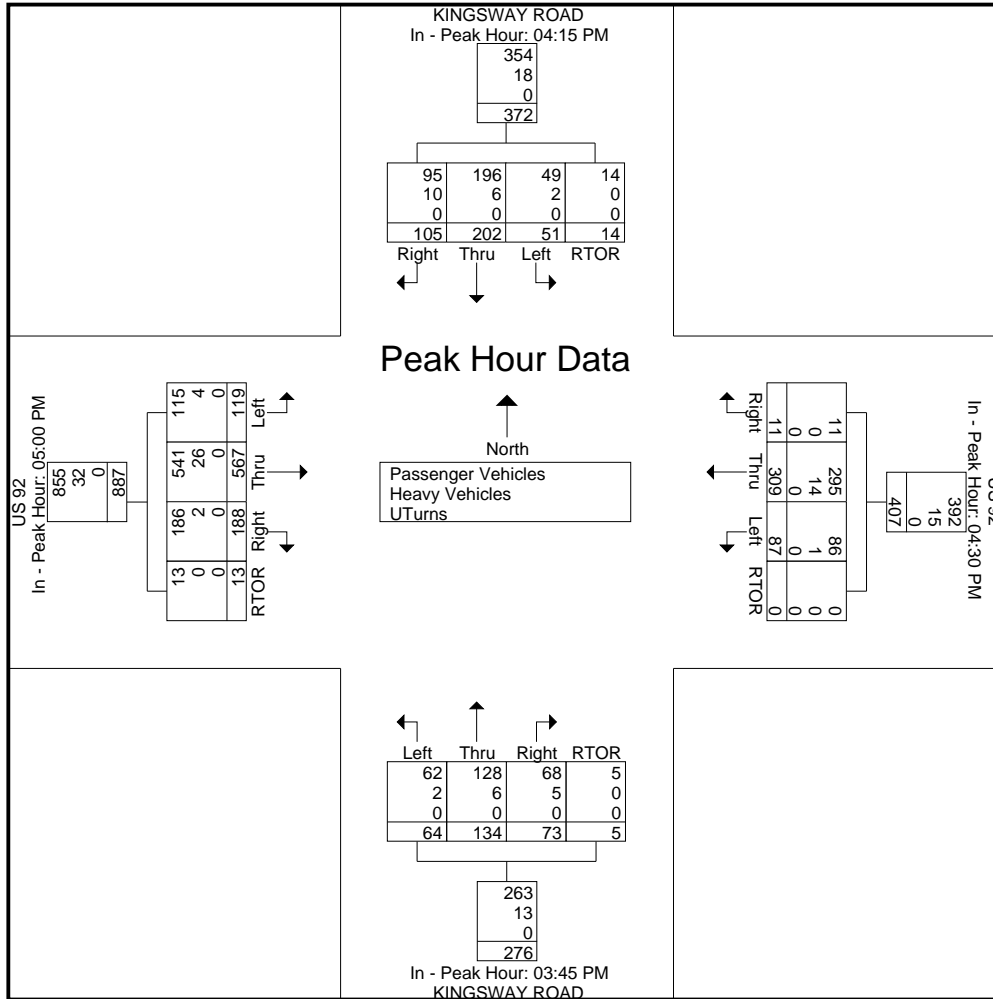 KINGSWAY ROAD
In - Peak Hour: 04:15 PM
354
18
0
372
95 196 49 14
10 6 2 0
0 0 0 0
105 202 51 14
Right Thru Left RTOR
Peak Hour Data
North
Passenger Vehicles
Heavy Vehicles
UTurns
US 92
In - Peak Hour: 05:00 PM
855
32
0
887
115 4 0 119 Left
541 26 0 567 Thru
186 2 0 188 Right
13 0 0 13 RTOR
Right 11 0 0 11
Thru 309 0 14 295
Left 87 0 1 86
RTOR 0 0 0 0
392
15
0
407
In - Peak Hour: 04:30 PM
Left Thru Right RTOR
62 128 68 5
2 6 5 0
0 0 0 0
64 134 73 5
263
13
0
276
In - Peak Hour: 03:45 PM
KINGSWAY ROAD